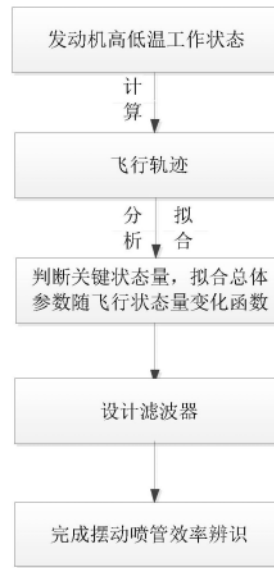 发动机高低温工作状态
计
算
飞行轨迹
分 拟
析 合
判断关键状态量，拟合总体
参数随飞行状态量变化函数
设计滤波器
完成摆动喷管效率辨识